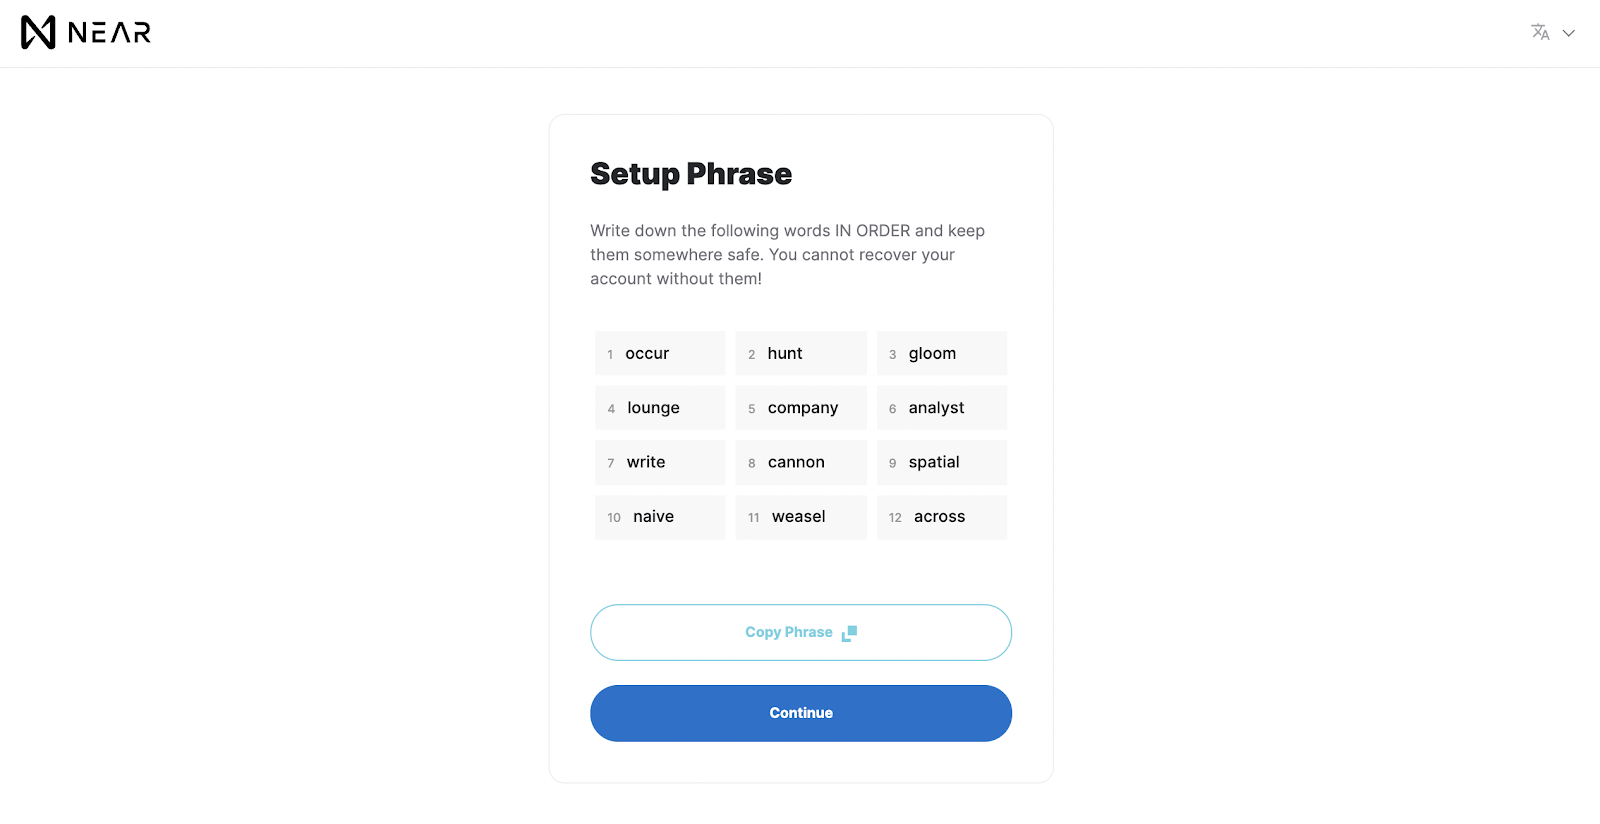 NEAR
Setup Phrase
Write down the following words IN ORDER and keep
them somewhere safe. You cannot recover your
account without them!
1 occur 2 hunt 3 gloom
4 lounge 5 company 6 analyst
7 write 8 cannon 9 spatial
10 naive 11 weasel 12 across
Copy Phrase
Continue